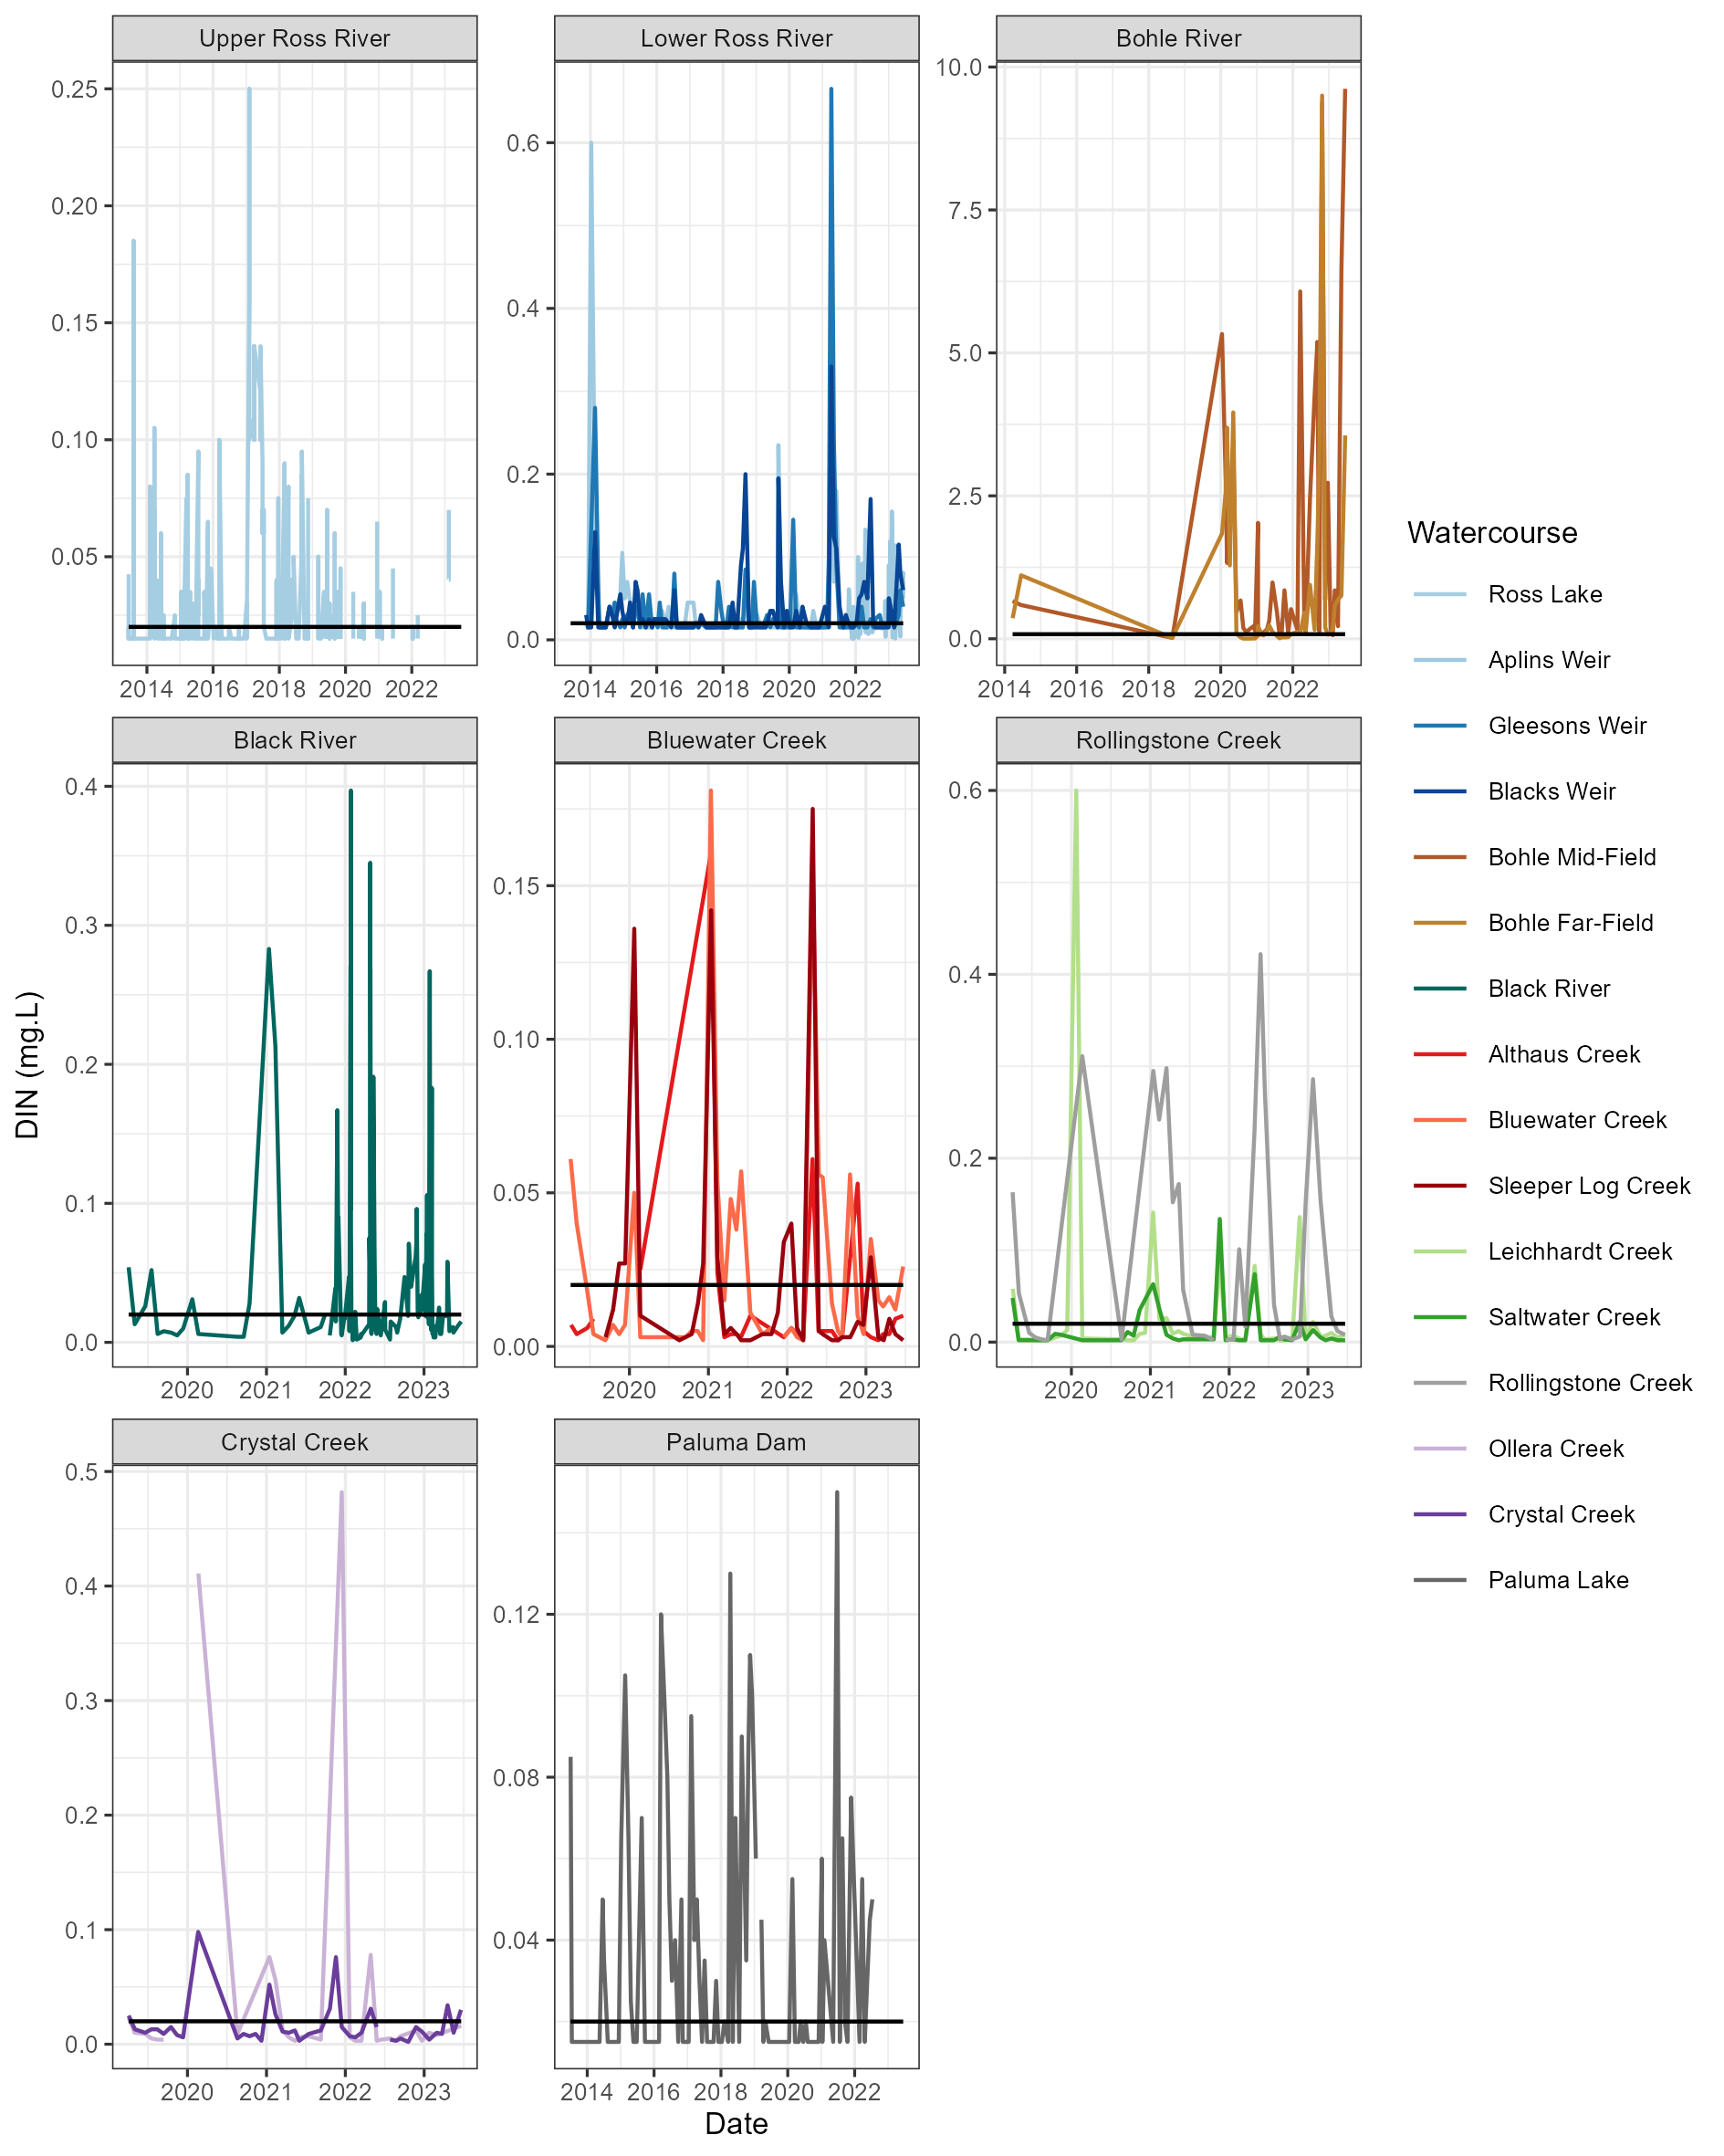 Upper Ross River
Lower Ross River
Bohle River
0.25
0.20
0.15
0.10
0.05
2014 2016 2018 2020 2022
0.6
0.4
0.2
0.0
2014 2016 2018 2020 2022
10.0
7.5
5.0
2.5
0.0
2014 2016 2018 2020 2022
Black River
Bluewater Creek
Rollingstone Creek
0.4
0.3
0.2
0.1
0.0
2020 2021 2022 2023
0.15
0.10
0.05
0.00
2020 2021 2022 2023
0.6
0.4
0.2
0.0
2020 2021 2022 2023
Crystal Creek
Paluma Dam
0.5
0.4
0.3
0.2
0.1
0.0
2020 2021 2022 2023
0.12
0.08
0.04
2014 2016 2018 2020 2022
DIN (mg.L)
Date
Watercourse
Ross Lake
Aplins Weir
Gleesons Weir
Blacks Weir
Bohle Mid-Field
Bohle Far-Field
Black River
Althaus Creek
Bluewater Creek
Sleeper Log Creek
Leichhardt Creek
Saltwater Creek
Rollingstone Creek
Ollera Creek
Crystal Creek
Paluma Lake